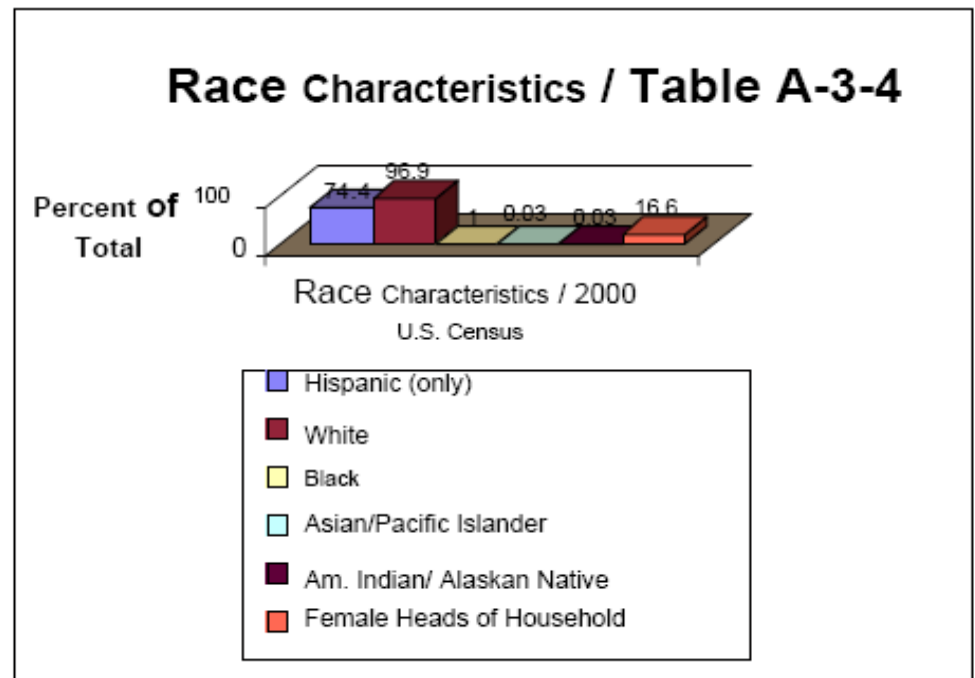 Race Characteristics / Table A-3-4
Percent of
Total
100
0
74.4
96.9
1
0.03
0.03
16.6
Race Characteristics / 2000
U.S. Census
Hispanic (only)
White
Black
Asian/Pacific Islander
Am. Indian/ Alaskan Native
Female Heads of Household